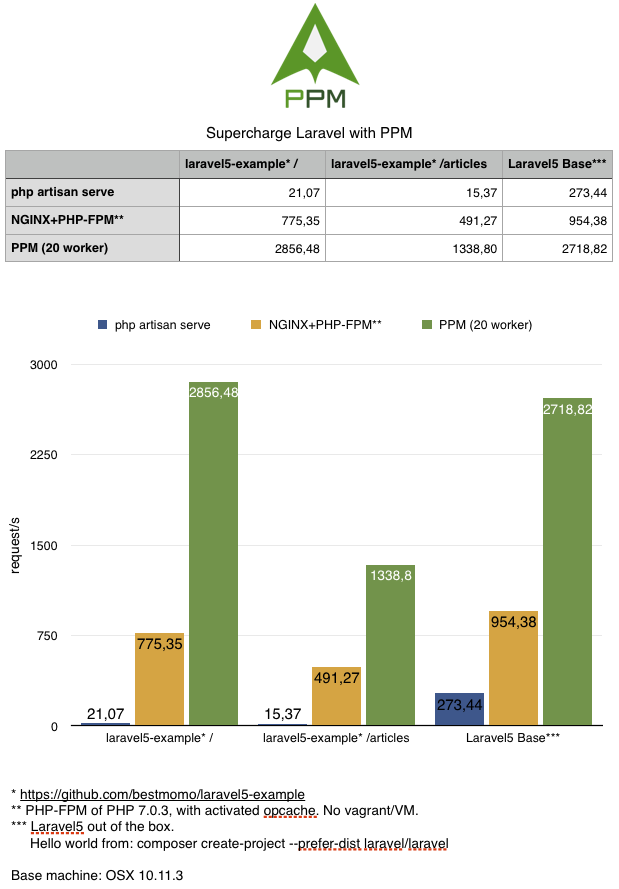 PPM
Supercharge Laravel with PPM
laravel5-example* / laravel5-example* /articles Laravel5 Base***
php artisan serve 21,07 15,37 273,44
NGINX+PHP-FPM** 775,35 491,27 954,38
PPM (20 worker) 2856,48 1338,80 2718,82
php artisan serve NGINX+PHP-FPM** PPM (20 worker)
request/s
3000
2250
1500
750
0
2856,48
2718,82
1338,8
775,35
954,38
491,27
273,44
21,07
15,37
laravel5-example* / laravel5-example* /articles Laravel5 Base***
* https://github.com/bestmomo/laravel5-example
** PHP-FPM of PHP 7.0.3, with activated opcache. No vagrant/VM.
*** Laravel5 out of the box.
Hello world from: composer create-project --prefer-dist laravel/laravel
Base machine: OSX 10.11.3